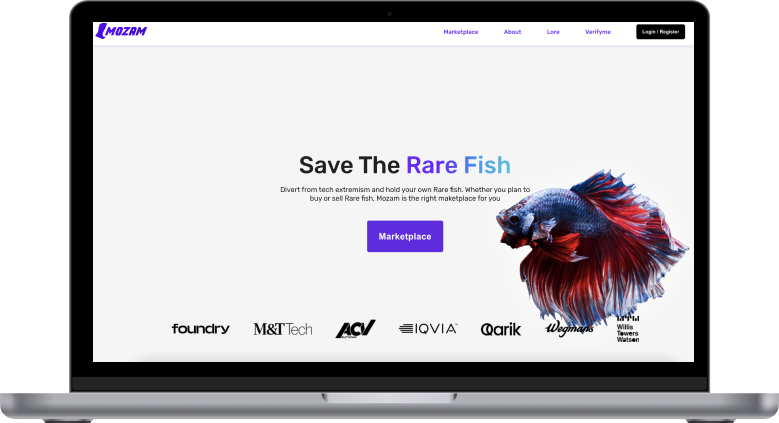 MOZAM
Marketplace
About
Lore
Verifyme
Login / Register
Save The Rare Fish
Divert from tech extremism and hold your own Rare fish. Whether you plan to
buy or sell Rare fish, Mozam is the right maketplace for you
Marketplace
foundry
M&T Tech
ACV
IQVIA
Qarik
Wegmans
Willis
Towers
Watson